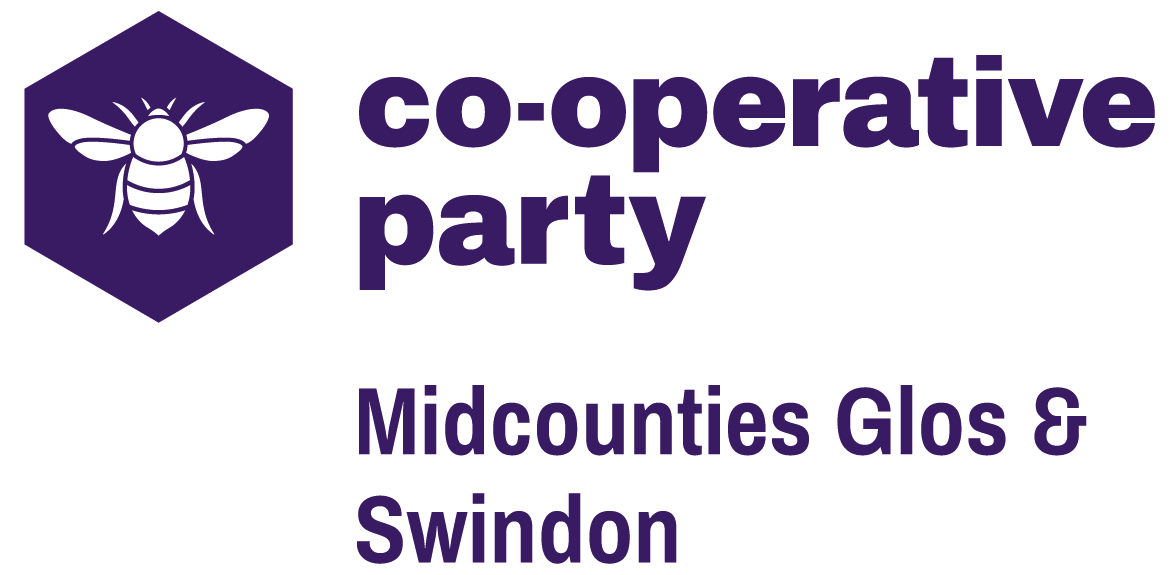 co-operative
party
Midcounties Glos &
Swindon